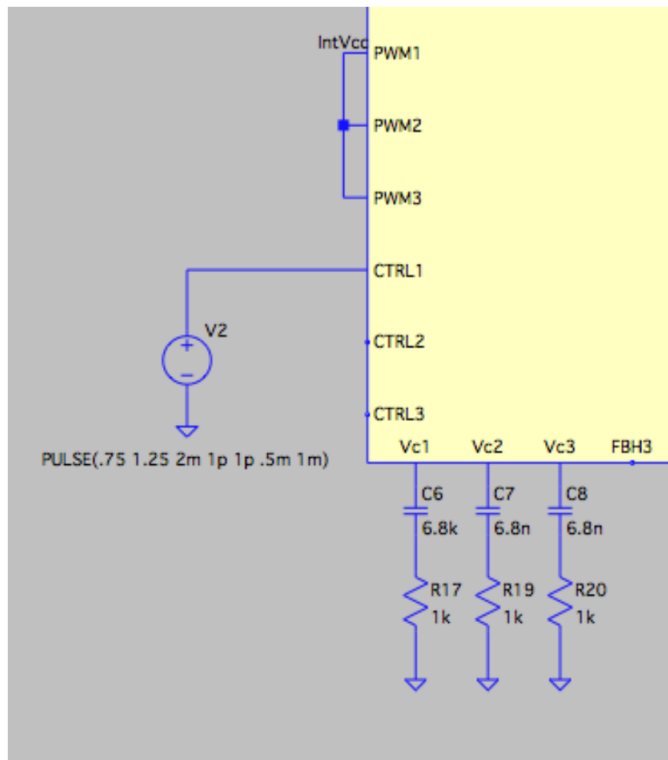 IntVcc
PWM1
PWM2
PWM3
CTRL1
V2
CTRL2
CTRL3
PULSE(.75 1.25 2m 1p 1p .5m 1m)
Vc1 Vc2 Vc3 FBH3
C6 C7 C8
6.8k 6.8n 6.8n
R17 R19 R20
1k 1k 1k